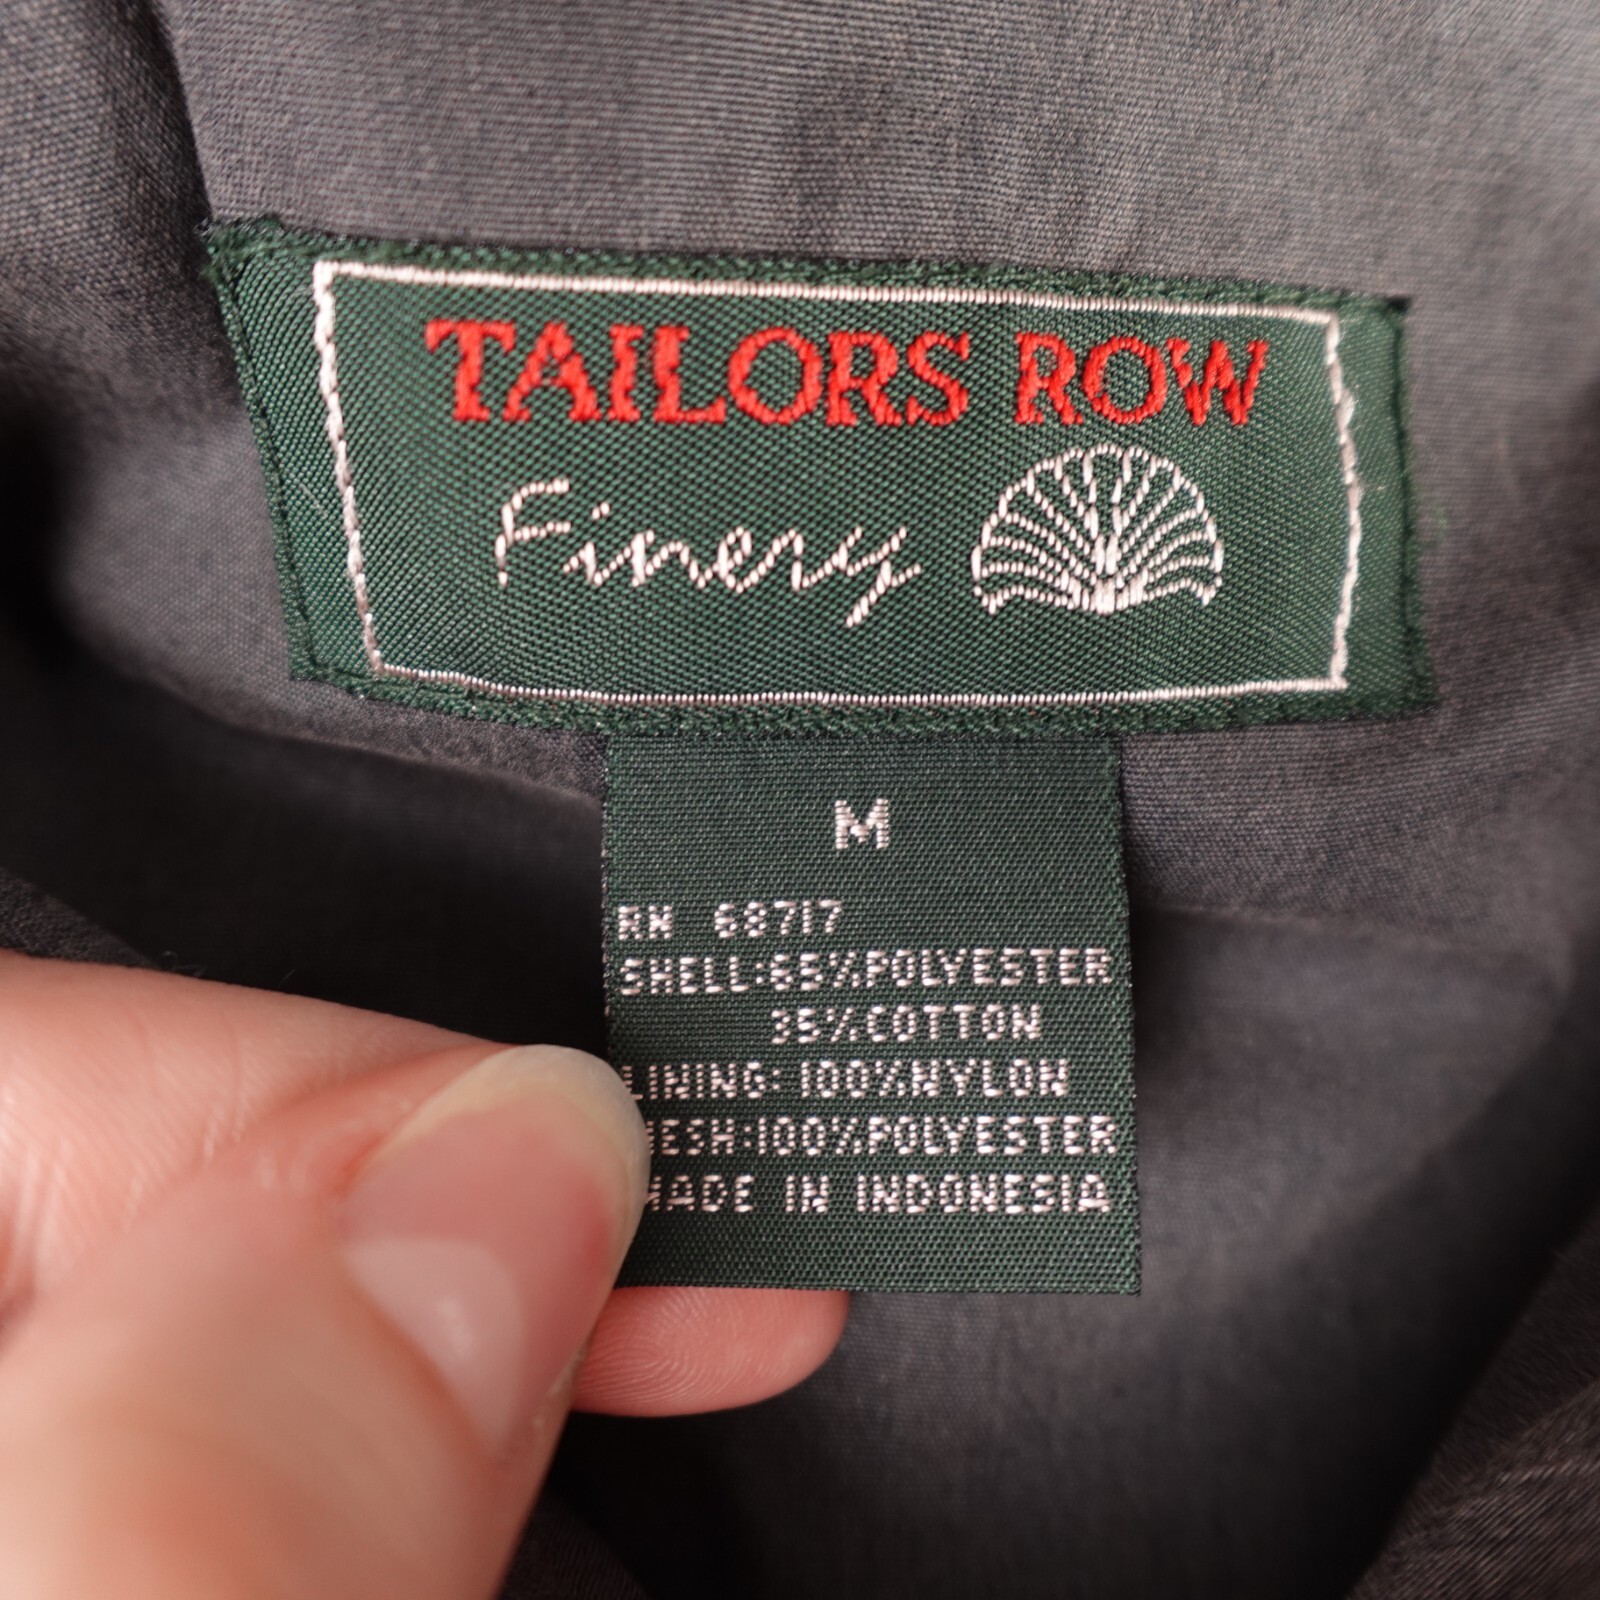 TAILORS ROW
Finery
M
RN 68717
SHELL:65%POLYESTER
35%COTTON
LINING:100%NYLON
MESH:100%POLYESTER
MADE IN INDONESIA